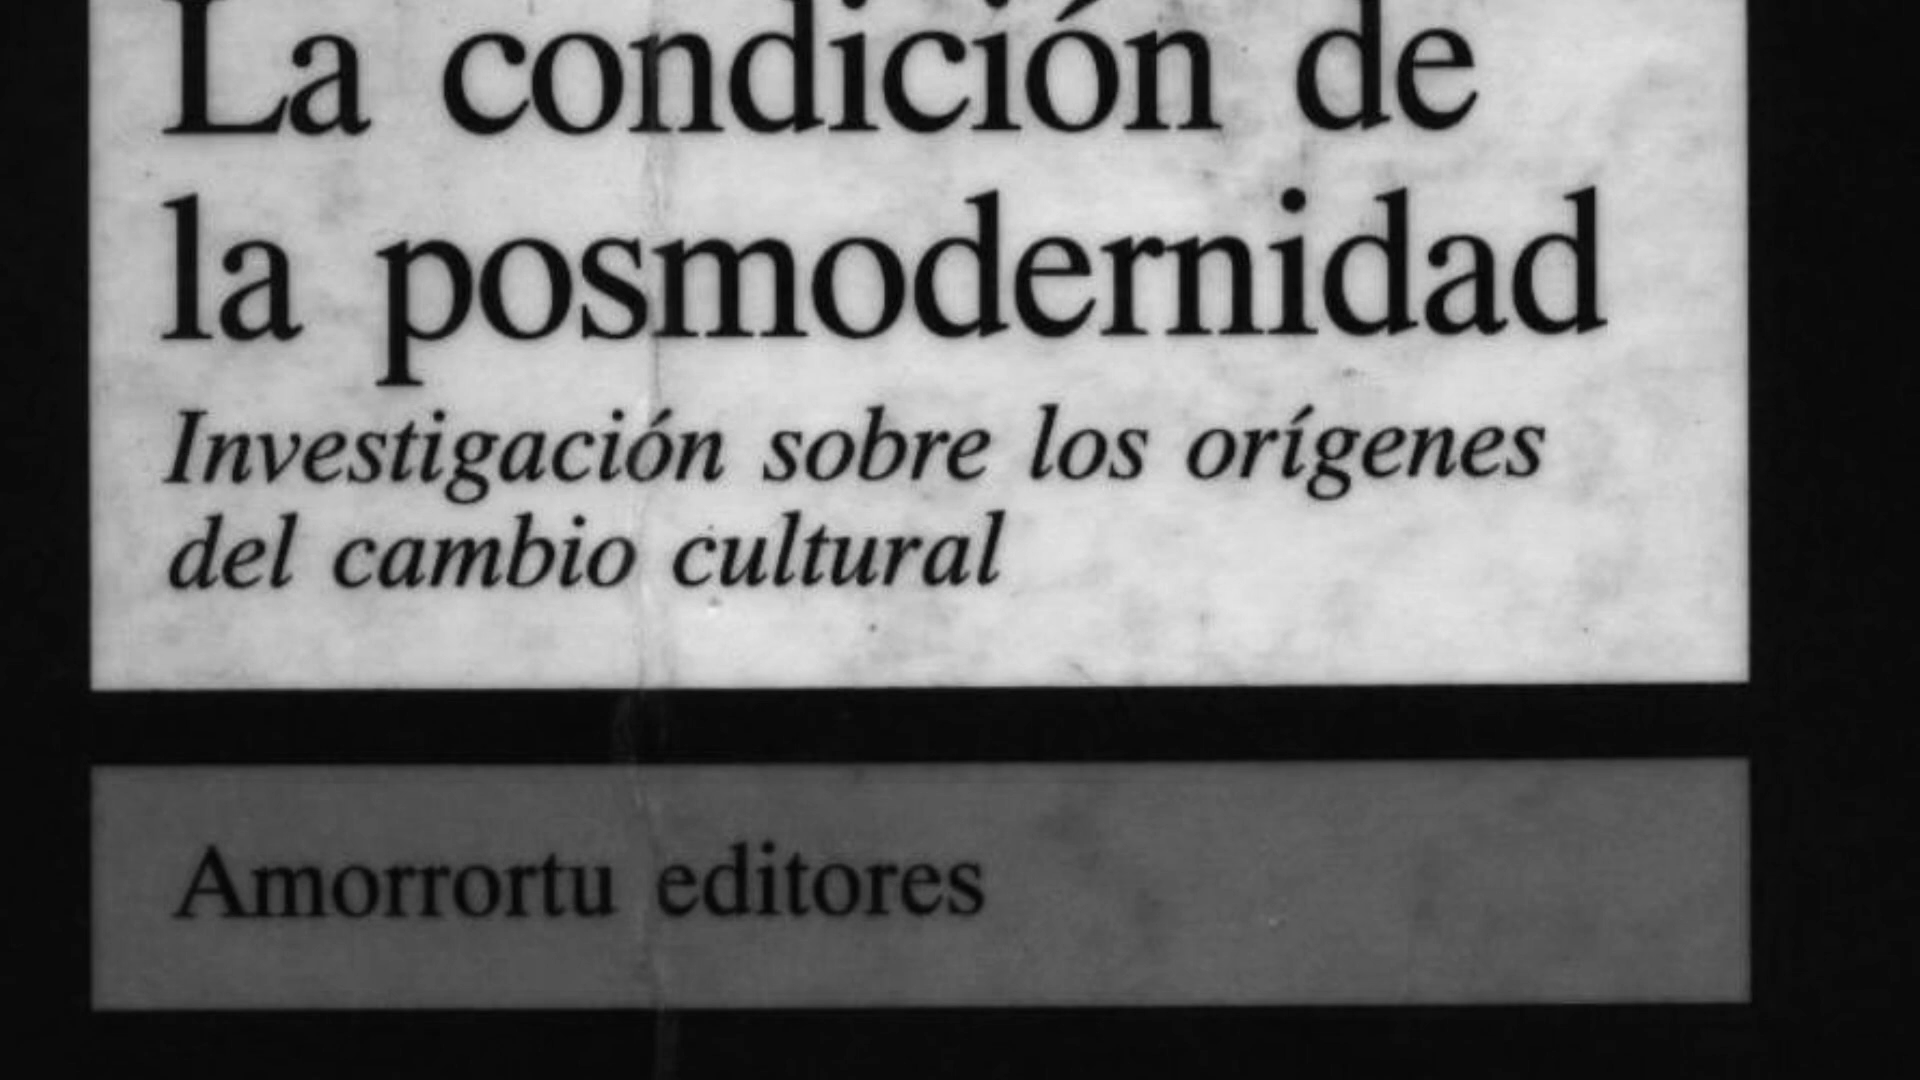 La condición de
la posmodernidad
Investigación sobre los orígenes
del cambio cultural
Amorrortu editores